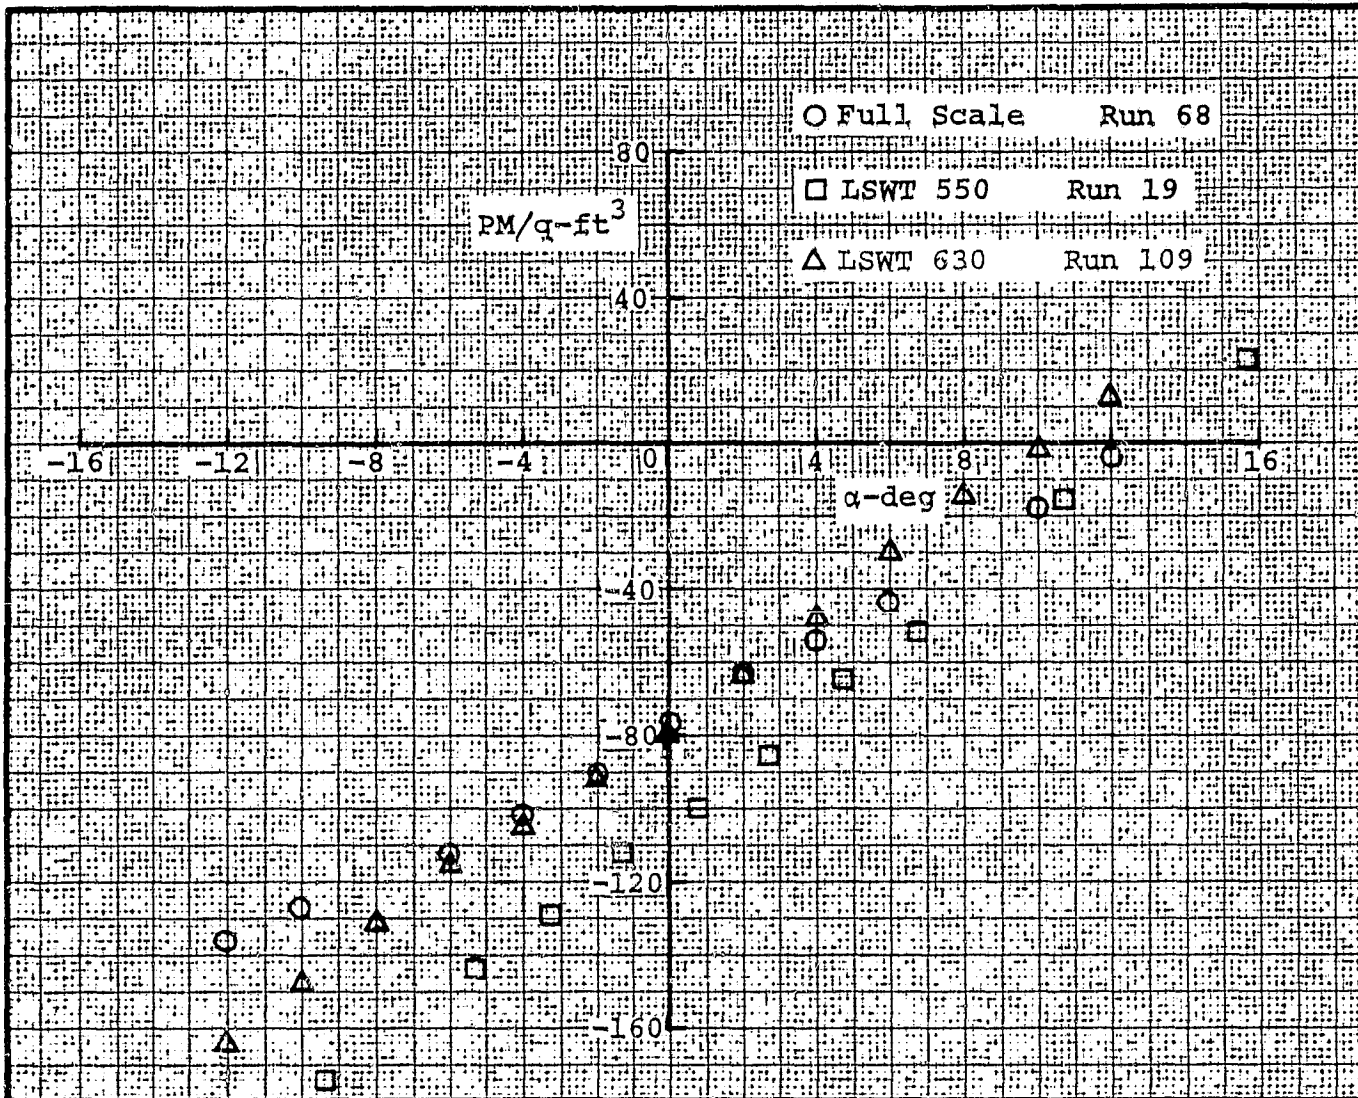 ○ Full Scale Run 68
80
□ LSWT 550 Run 19
PM/q-ft³
△ LSWT 630 Run 109
40
-16 -12 -8 -4 0 4 8 16
α-deg
-40
-80
-120
-160